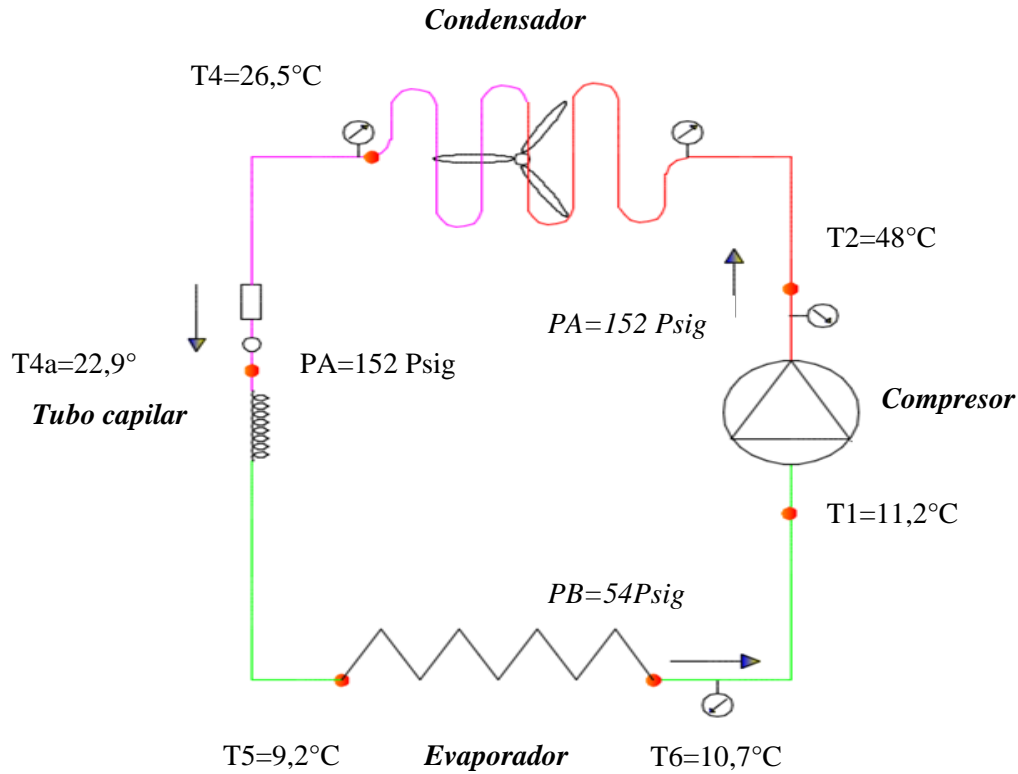 Condensador
T4=26,5°C
T2=48°C
PA=152 Psig
T4a=22,9°
PA=152 Psig
Tubo capilar
Compresor
T1=11,2°C
PB=54Psig
T5=9,2°C
Evaporador
T6=10,7°C